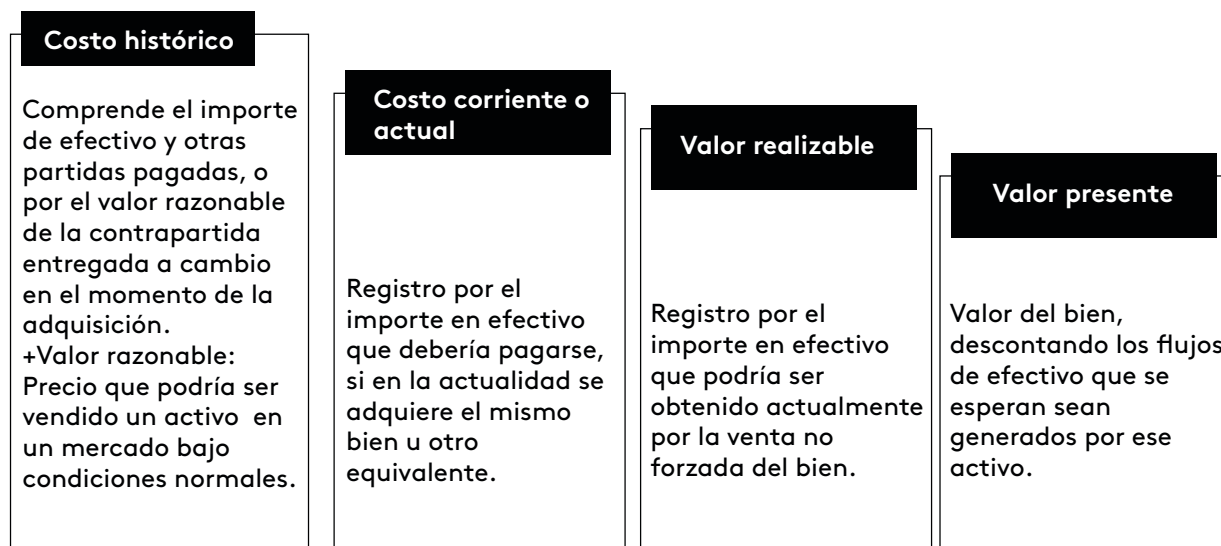 Costo histórico
Comprende el importe
de efectivo y otras
partidas pagadas, o
por el valor razonable
de la contrapartida
entregada a cambio
en el momento de la
adquisición.
+Valor razonable:
Precio que podría ser
vendido un activo en
un mercado bajo
condiciones normales.
Costo corriente o
actual
Registro por el
importe en efectivo
que debería pagarse,
si en la actualidad se
adquiere el mismo
bien u otro
equivalente.
Valor realizable
Registro por el
importe en efectivo
que podría ser
obtenido actualmente
por la venta no
forzada del bien.
Valor presente
Valor del bien,
descontando los flujos
de efectivo que se
esperan sean
generados por ese
activo.